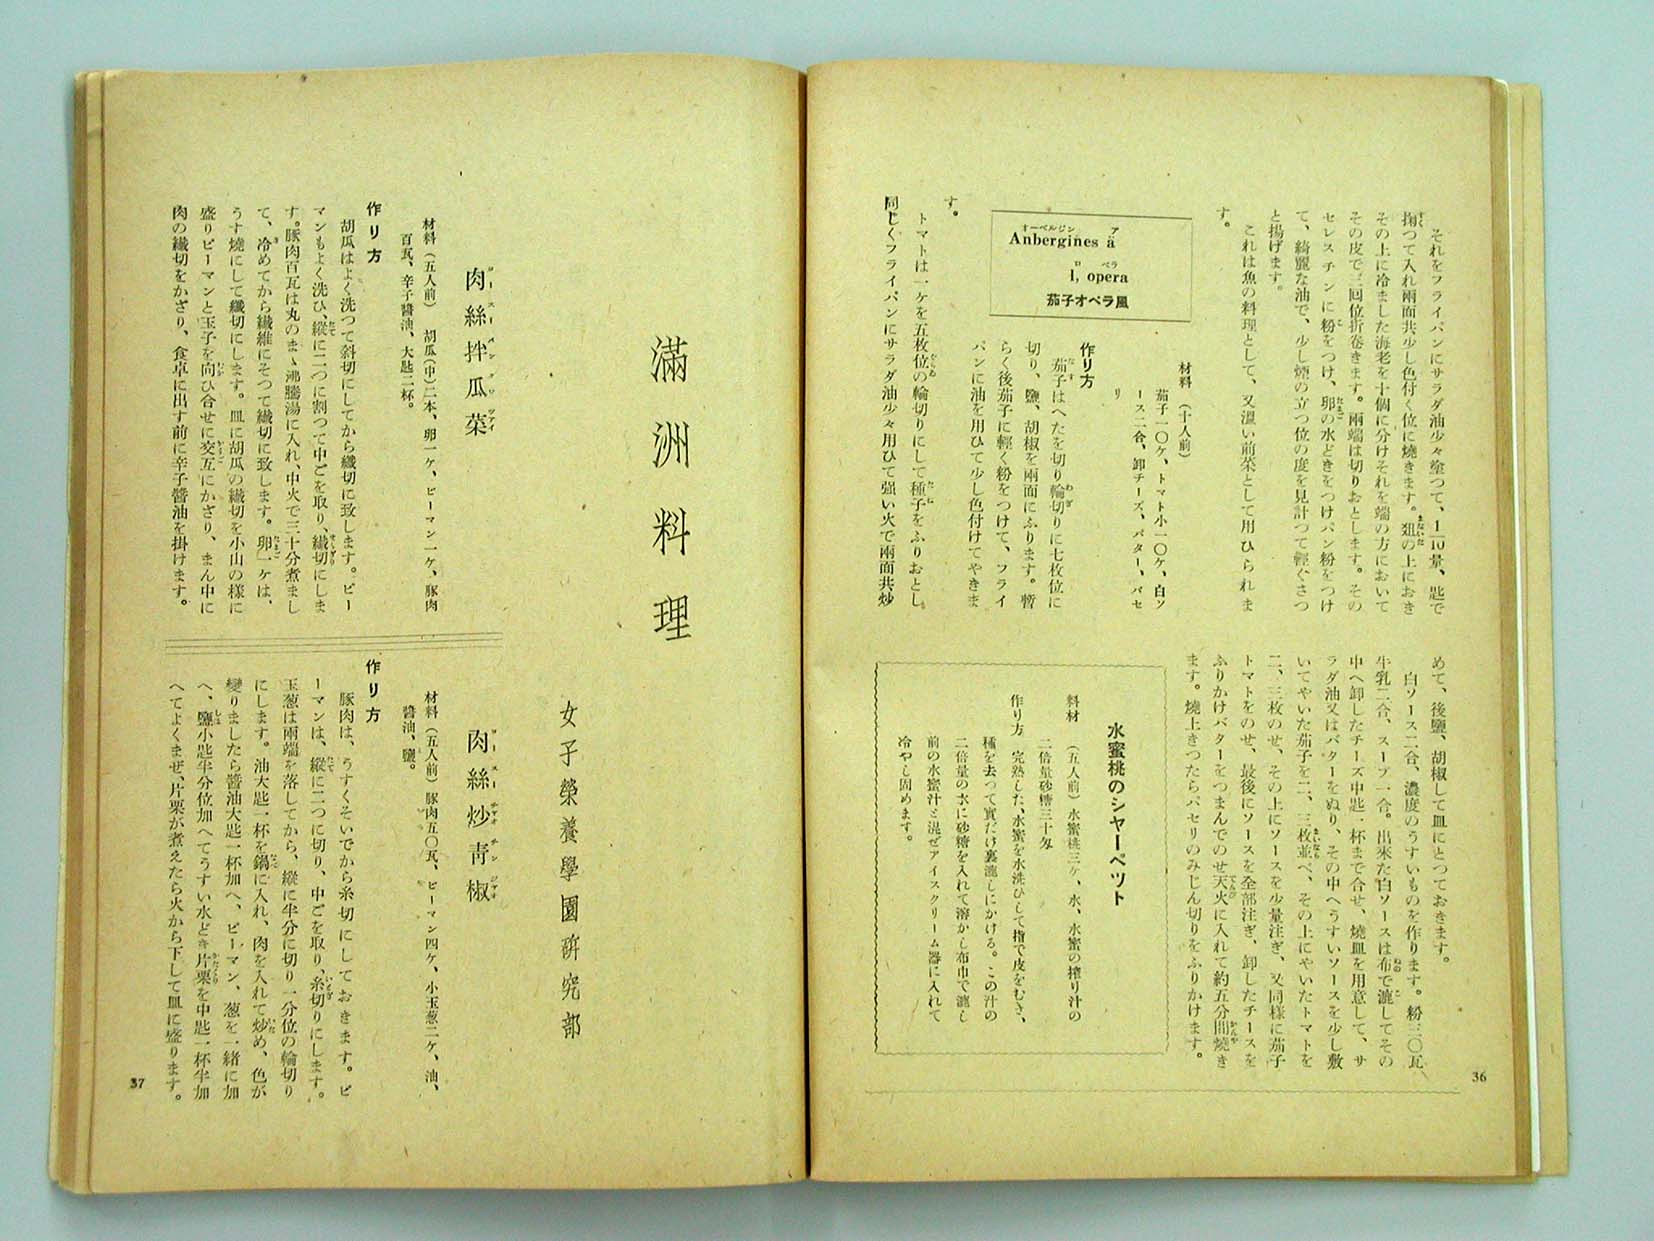 それをフライパンにサラダ油少々塗つて、1―10量、匙で
掬つて入れ兩面共少し色付く位に燒きます。俎の上におき
その上に冷ました海老を十個に分けそれを端の方において
その皮で三回位折巻きます。兩端は切りおとします。その
セレスチンに粉をつけ、卵の水どきをつけパン粉をつけ
て、綺麗な油で、少し煙の立つ位の度を見計つて輕くさつ
と揚げます。
これは魚の料理として、又溫い前菜として用ひられま
す。
オーベルジン ア
Anbergines à
ロ ペラ
l, opera
茄子オペラ風
材料(十人前)
茄子一〇ケ、トマト小一〇ケ、白ソ
ース二合、卸チーズ、バター、パセ
リ
作り方
茄子はへたを切り輪切りに七枚位に
切り、鹽、胡椒を兩面にふります。暫
らく後茄子に輕く粉をつけて、フライ
パンに油を用ひて少し色付けてやきま
す。
トマトは一ケを五枚位の輪切りにして種子をふりおとし
同じくフライパンにサラダ油少々用ひて强い火で兩面共炒
めて、後鹽、胡椒して皿にとつておきます。
白ソース二合、濃度のうすいものを作ります。粉三〇瓦
牛乳二合、スープ一合。出來た白ソースは布で漉してその
中へ卸したチーズ中匙一杯まで合せ、燒皿を用意して、サ
ラダ油又はバターをぬり、その中へうすいソースを少し敷
いてやいた茄子を二、三枚並べ、その上にやいたトマトを
二、三枚のせ、その上にソースを少量注ぎ、又同樣に茄子
トマトをのせ、最後にソースを全部注ぎ、卸したチースを
ふりかけバターをつまんでのせ天火に入れて約五分間燒き
ます。燒上きつたらパセリのみじん切りをふりかけます。
水蜜桃のシヤーベツト
料材 (五人前)水蜜桃三ケ、水、水蜜の搾り汁の
二倍量砂糖三十匁
作り方 完熟した、水蜜を水洗ひして指で皮をむき、
種を去つて實だけ裏漉しにかける。この汁の
二倍量の水に砂糖を入れて溶かし布巾で漉し
前の水蜜汁と混ぜアイスクリーム器に入れて
冷やし固めます。
36
滿洲料理
女子榮養學園研究部
肉絲拌瓜菜
材料(五人前) 胡瓜(中)二本、卵一ケ、ピーマン一ケ、豚肉
百瓦、辛子醬油、大匙二杯。
作り方
胡瓜はよく洗つて斜切にしてから纎切に致します。ピー
マンもよく洗ひ、縱に二つに割つて中ごを取り、纎切にしま
す。豚肉百瓦は丸のまゝ沸騰湯に入れ、中火で三十分煮まし
て、冷めてから纎維にそつて纎切に致します。卵一ケは、
うす燒にして纎切にします。皿に胡瓜の纎切を小山の樣に
盛りピーマンと玉子を向ひ合せに交互にかざり、まん中に
肉の纎切をかざり、食卓に出す前に辛子醬油を掛けます。
肉絲炒靑椒
材料(五人前)豚肉五〇瓦、ピーマン四ケ、小玉葱二ケ、油、
醬油、鹽。
作り方
豚肉は、うすくそいでから糸切にしておきます。ピ
ーマンは、縱に二つに切り、中ごを取り、糸切りにします。
玉葱は兩端を落してから、縱に半分に切り一分位の輪切り
にします。油大匙一杯を鍋に入れ、肉を入れて炒め、色が
變りましたら醬油大匙一杯加へ、ピーマン、葱を一緒に加
へ、鹽小匙半分位加へてうすい水どき片栗を中匙一杯半加
へてよくまぜ、片栗が煮えたら火から下して皿に盛ります。
37